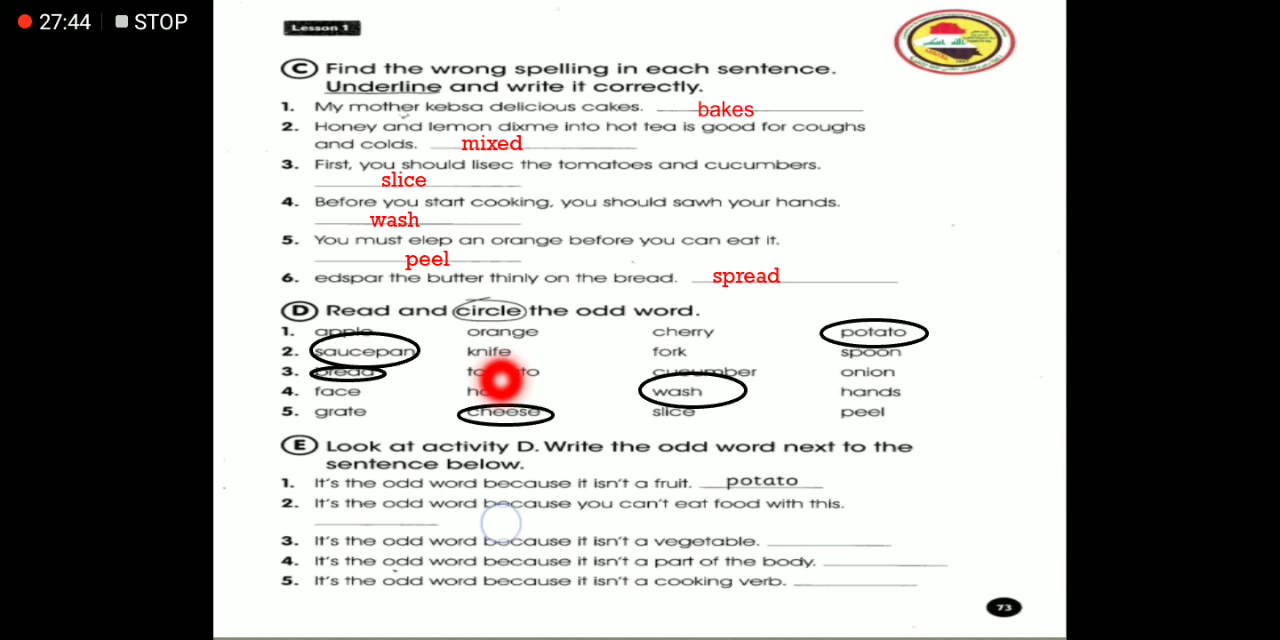 27:44 STOP
Lesson 1
C Find the wrong spelling in each sentence.
Underline and write it correctly.
1. My mother kebsa delicious cakes. bakes
2. Honey and lemon dixme into hot tea is good for coughs
and colds. mixed
3. First, you should lisec the tomatoes and cucumbers.
slice
4. Before you start cooking, you should sawh your hands.
wash
5. You must elep an orange before you can eat it.
peel
6. edspar the butter thinly on the bread. spread
D Read and circle the odd word.
1. apple orange cherry potato
2. saucepan knife fork spoon
3. bread cucumber onion
4. face wash hands
5. grate cheese slice peel
E Look at activity D. Write the odd word next to the
sentence below.
1. It's the odd word because it isn't a fruit. potato
2. It's the odd word because you can't eat food with this.
3. It's the odd word because it isn't a vegetable.
4. It's the odd word because it isn't a part of the body.
5. It's the odd word because it isn't a cooking verb.
73